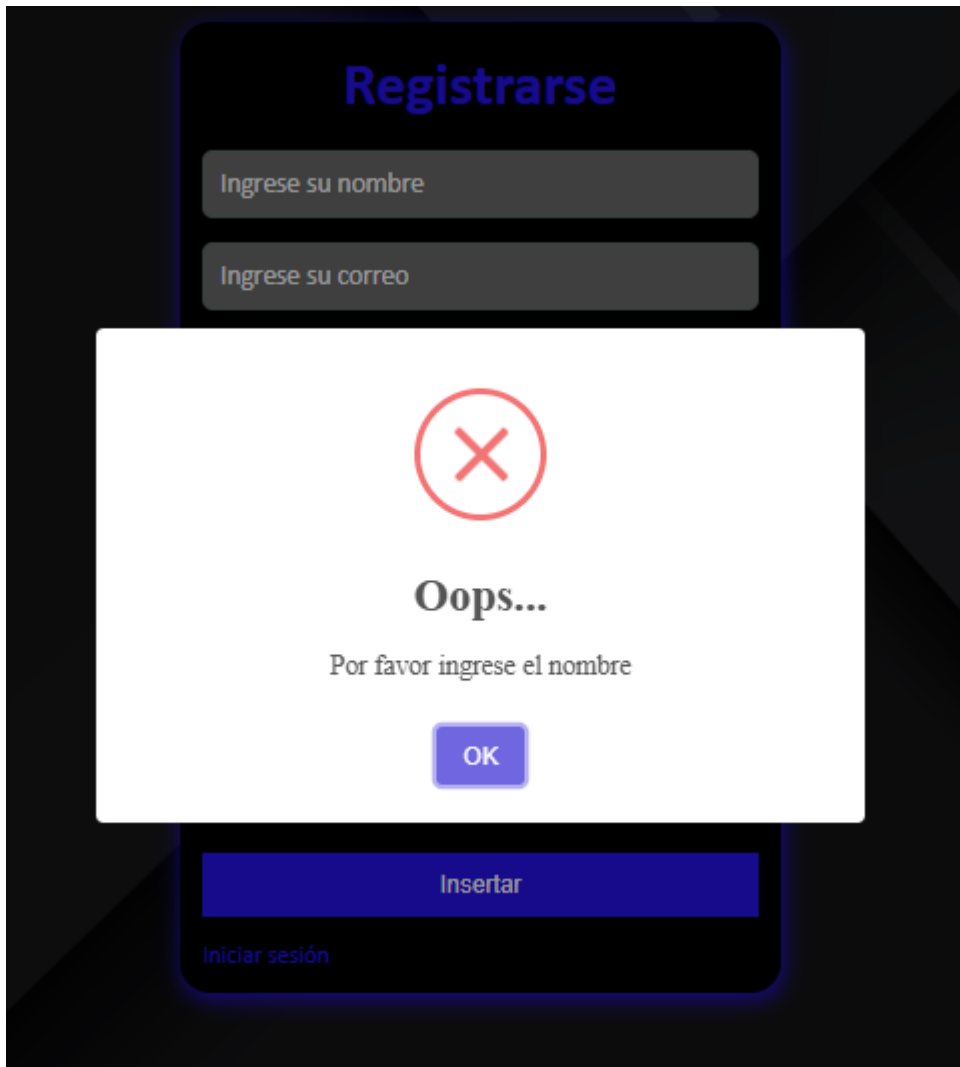 Registrarse
Ingrese su nombre
Ingrese su correo
Oops...
Por favor ingrese el nombre
OK
Insertar
Iniciar sesión